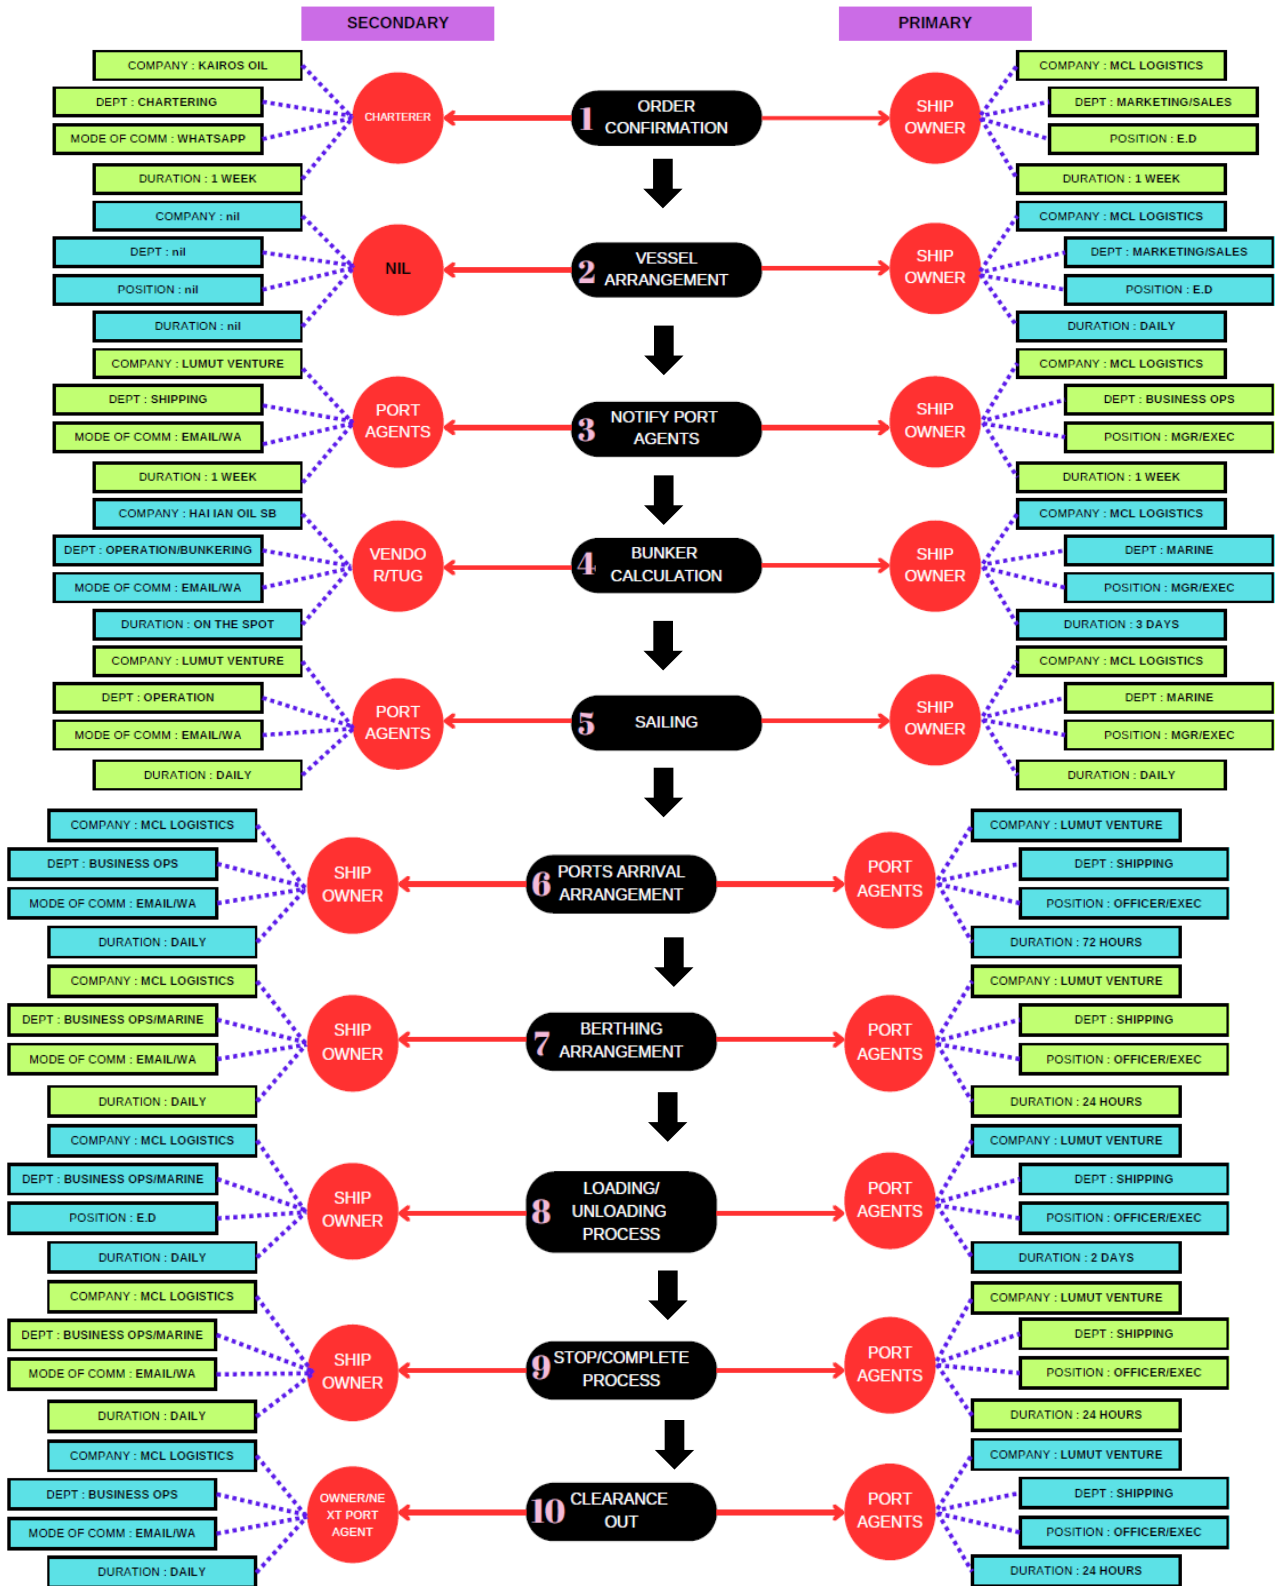 SECONDARY
PRIMARY
COMPANY : KAIROS OIL
DEPT : CHARTERING
MODE OF COMM : WHATSAPP
DURATION : 1 WEEK
CHARTERER
1
ORDER
CONFIRMATION
SHIP
OWNER
COMPANY : MCL LOGISTICS
DEPT : MARKETING/SALES
POSITION : E.D
DURATION : 1 WEEK
COMPANY : nil
DEPT : nil
POSITION : nil
DURATION : nil
NIL
2
VESSEL
ARRANGEMENT
SHIP
OWNER
COMPANY : MCL LOGISTICS
DEPT : MARKETING/SALES
POSITION : E.D
DURATION : DAILY
COMPANY : LUMUT VENTURE
DEPT : SHIPPING
MODE OF COMM : EMAIL/WA
DURATION : 1 WEEK
PORT
AGENTS
3
NOTIFY PORT
AGENTS
SHIP
OWNER
COMPANY : MCL LOGISTICS
DEPT : BUSINESS OPS
POSITION : MGR/EXEC
DURATION : 1 WEEK
COMPANY : HAI IAN OIL SB
DEPT : OPERATION/BUNKERING
MODE OF COMM : EMAIL/WA
DURATION : ON THE SPOT
VENDO
R/TUG
4
BUNKER
CALCULATION
SHIP
OWNER
COMPANY : MCL LOGISTICS
DEPT : MARINE
POSITION : MGR/EXEC
DURATION : 3 DAYS
COMPANY : LUMUT VENTURE
DEPT : OPERATION
MODE OF COMM : EMAIL/WA
DURATION : DAILY
PORT
AGENTS
5
SAILING
SHIP
OWNER
COMPANY : MCL LOGISTICS
DEPT : MARINE
POSITION : MGR/EXEC
DURATION : DAILY
COMPANY : MCL LOGISTICS
DEPT : BUSINESS OPS
MODE OF COMM : EMAIL/WA
DURATION : DAILY
SHIP
OWNER
6
PORTS ARRIVAL
ARRANGEMENT
PORT
AGENTS
COMPANY : LUMUT VENTURE
DEPT : SHIPPING
POSITION : OFFICER/EXEC
DURATION : 72 HOURS
COMPANY : MCL LOGISTICS
DEPT : BUSINESS OPS/MARINE
MODE OF COMM : EMAIL/WA
DURATION : DAILY
SHIP
OWNER
7
BERTHING
ARRANGEMENT
PORT
AGENTS
COMPANY : LUMUT VENTURE
DEPT : SHIPPING
POSITION : OFFICER/EXEC
DURATION : 24 HOURS
COMPANY : MCL LOGISTICS
DEPT : BUSINESS OPS/MARINE
POSITION : E.D
DURATION : DAILY
SHIP
OWNER
8
LOADING/
UNLOADING
PROCESS
PORT
AGENTS
COMPANY : LUMUT VENTURE
DEPT : SHIPPING
POSITION : OFFICER/EXEC
DURATION : 2 DAYS
COMPANY : MCL LOGISTICS
DEPT : BUSINESS OPS/MARINE
MODE OF COMM : EMAIL/WA
DURATION : DAILY
SHIP
OWNER
9
STOP/COMPLETE
PROCESS
PORT
AGENTS
COMPANY : LUMUT VENTURE
DEPT : SHIPPING
POSITION : OFFICER/EXEC
DURATION : 24 HOURS
COMPANY : MCL LOGISTICS
DEPT : BUSINESS OPS
MODE OF COMM : EMAIL/WA
DURATION : DAILY
OWNER/NE
XT PORT
AGENT
10
CLEARANCE
OUT
PORT
AGENTS
COMPANY : LUMUT VENTURE
DEPT : SHIPPING
POSITION : OFFICER/EXEC
DURATION : 24 HOURS